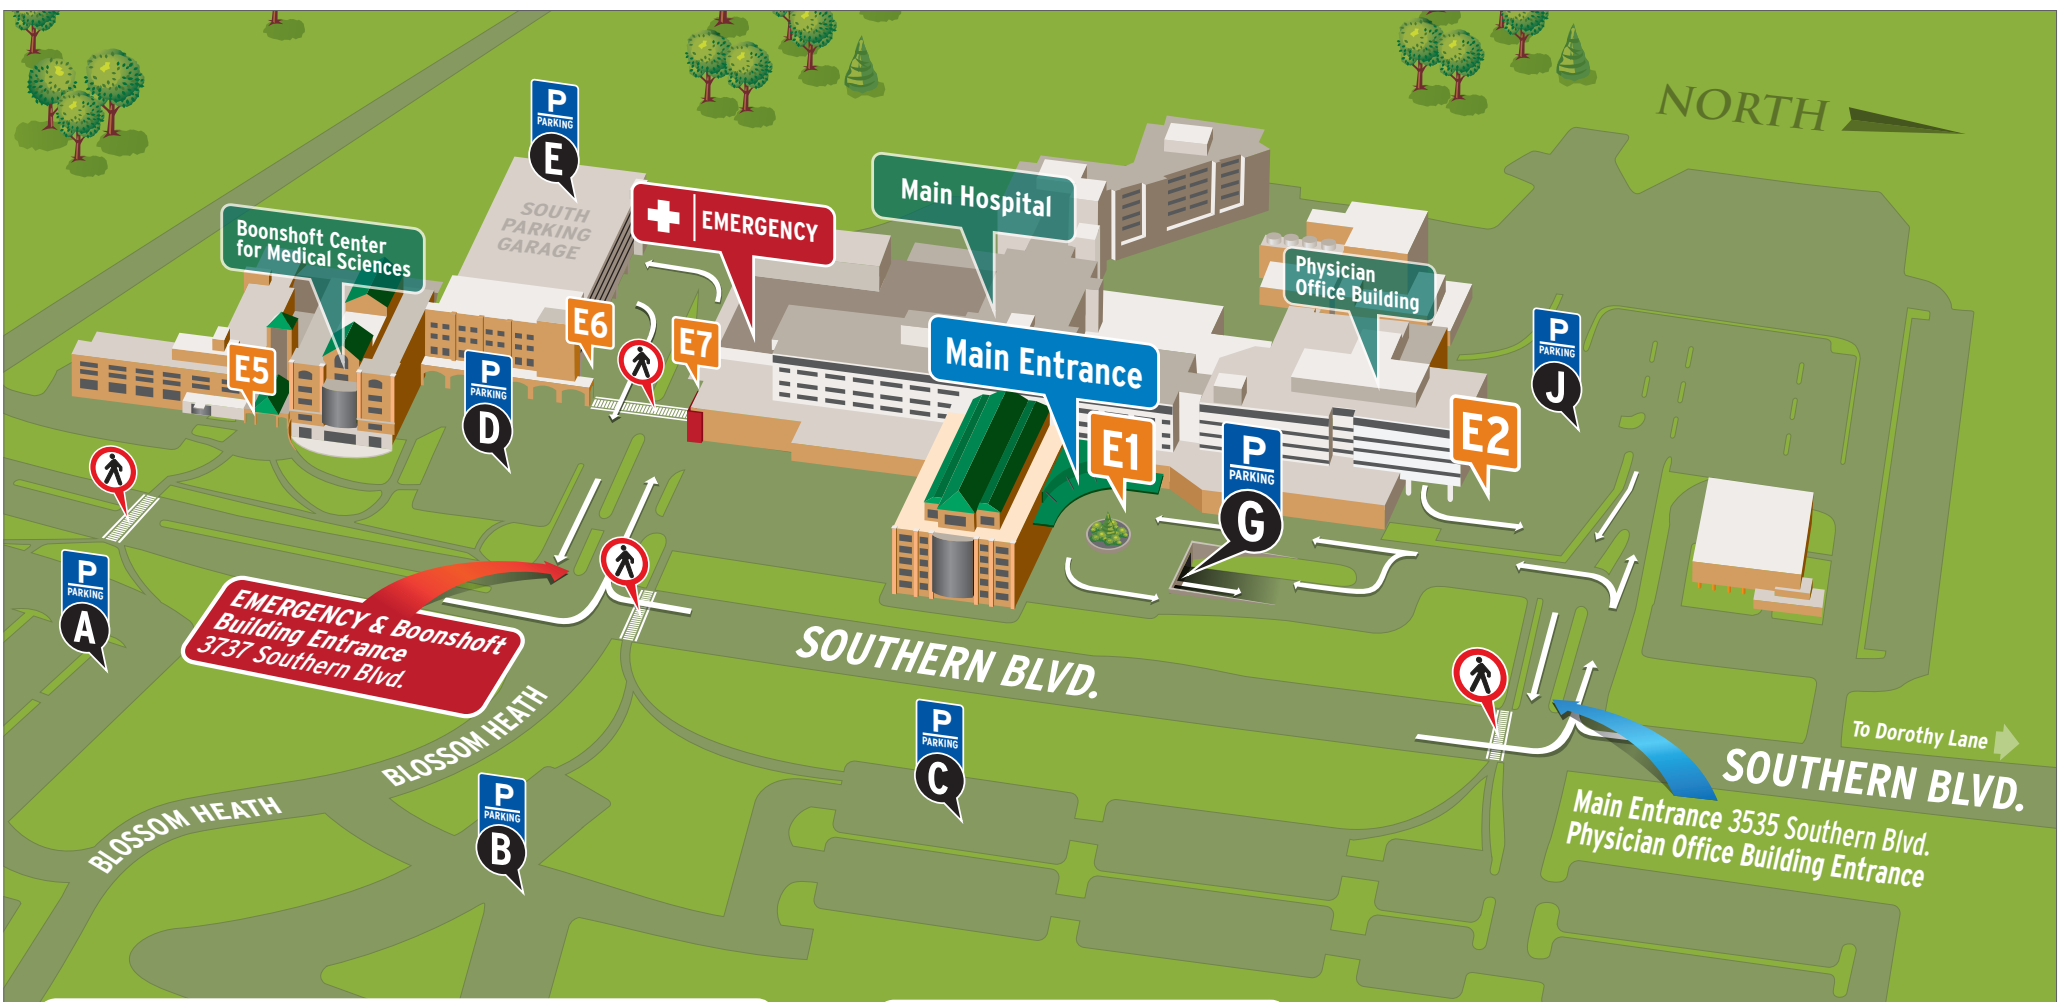 NORTH
P
PARKING
E
SOUTH
PARKING
GARAGE
EMERGENCY
Main Hospital
Boonshoft Center
for Medical Sciences
Physician
Office Building
E5
E6
E7
P
PARKING
D
Main Entrance
E1
E2
P
PARKING
G
P
PARKING
J
P
PARKING
A
EMERGENCY & Boonshoft
Building Entrance
3737 Southern Blvd.
SOUTHERN BLVD.
BLOSSOM HEATH
BLOSSOM HEATH
P
PARKING
B
P
PARKING
C
To Dorothy Lane
SOUTHERN BLVD.
Main Entrance 3535 Southern Blvd.
Physician Office Building Entrance